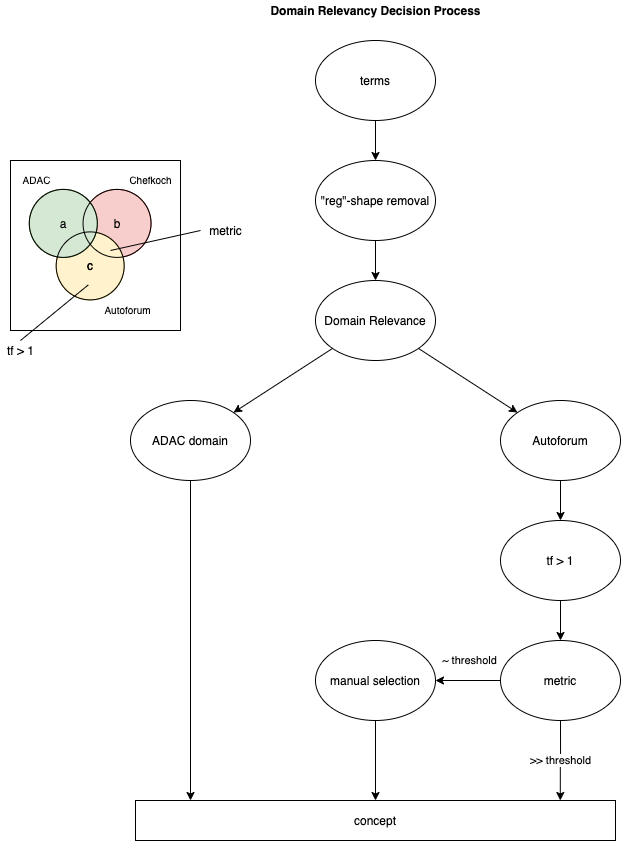 Domain Relevancy Decision Process
terms
"reg"-shape removal
Domain Relevance
ADAC
Chefkoch
a
b
c
metric
Autoforum
tf > 1
ADAC domain
Autoforum
tf > 1
manual selection
~ threshold
metric
>> threshold
concept